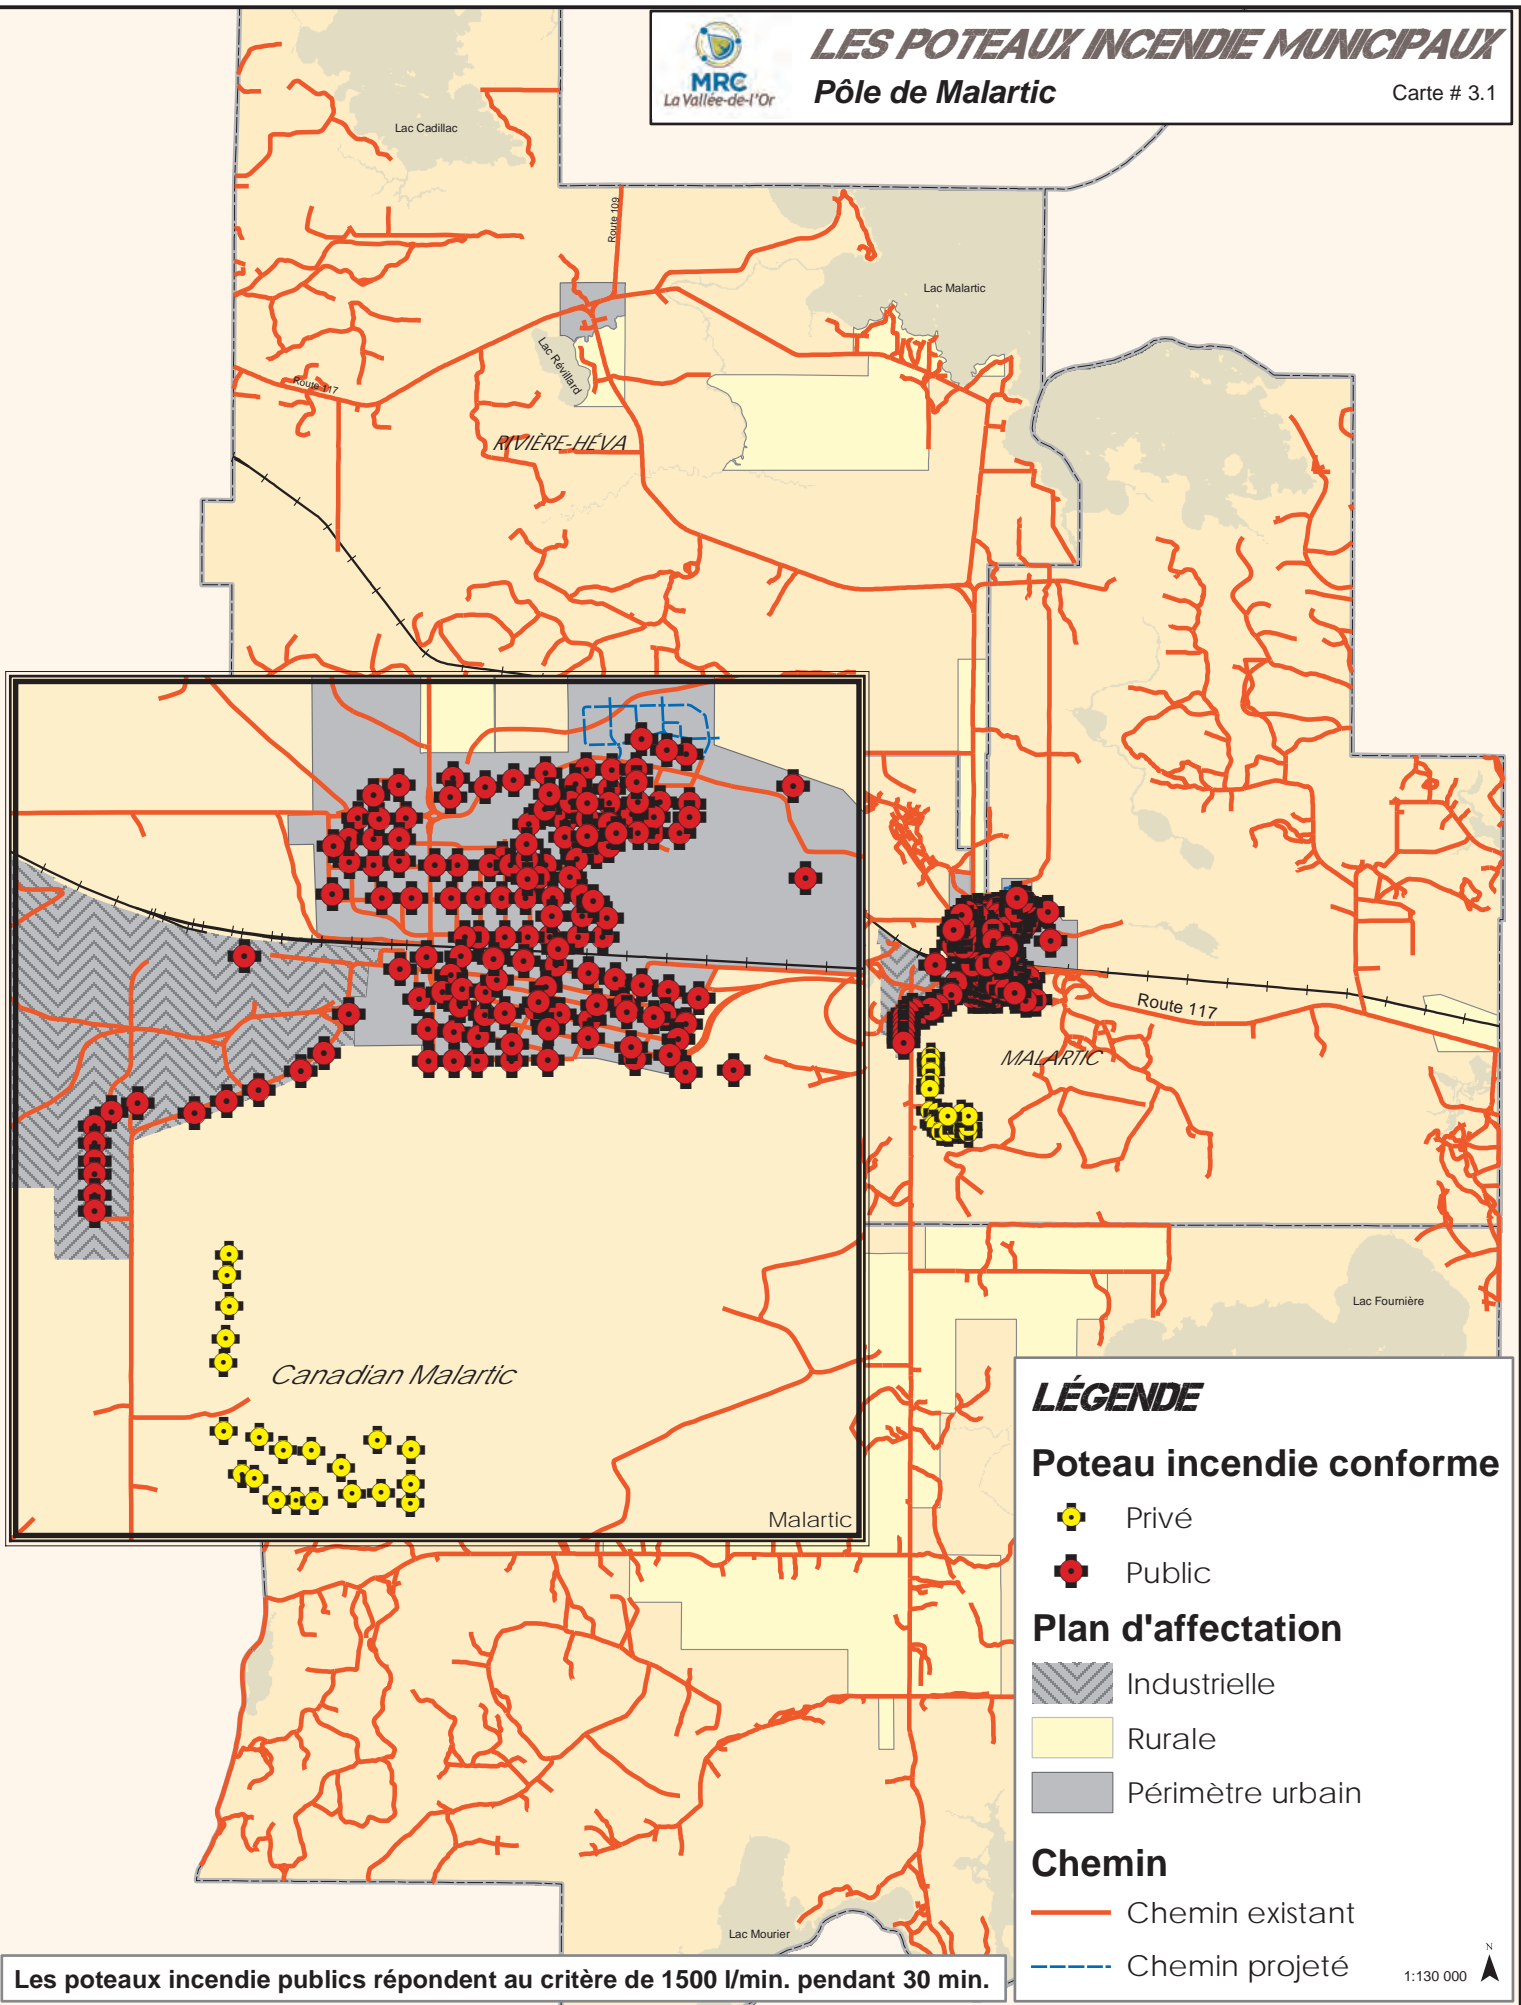 LES POTEAUX INCENDIE MUNICIPAUX
MRC
La Vallée-de-l'Or
Pôle de Malartic
Carte # 3.1
Lac Cadillac
Route 109
Lac Malartic
Lac Révillard
Route 117
RIVIÈRE-HÉVA
Route 117
MALARTIC
Lac Fournière
Canadian Malartic
Malartic
LÉGENDE
Poteau incendie conforme
Privé
Public
Plan d'affectation
Industrielle
Rurale
Périmètre urbain
Chemin
Chemin existant
Chemin projeté
N
1:130 000
Lac Mourier
Les poteaux incendie publics répondent au critère de 1500 l/min. pendant 30 min.